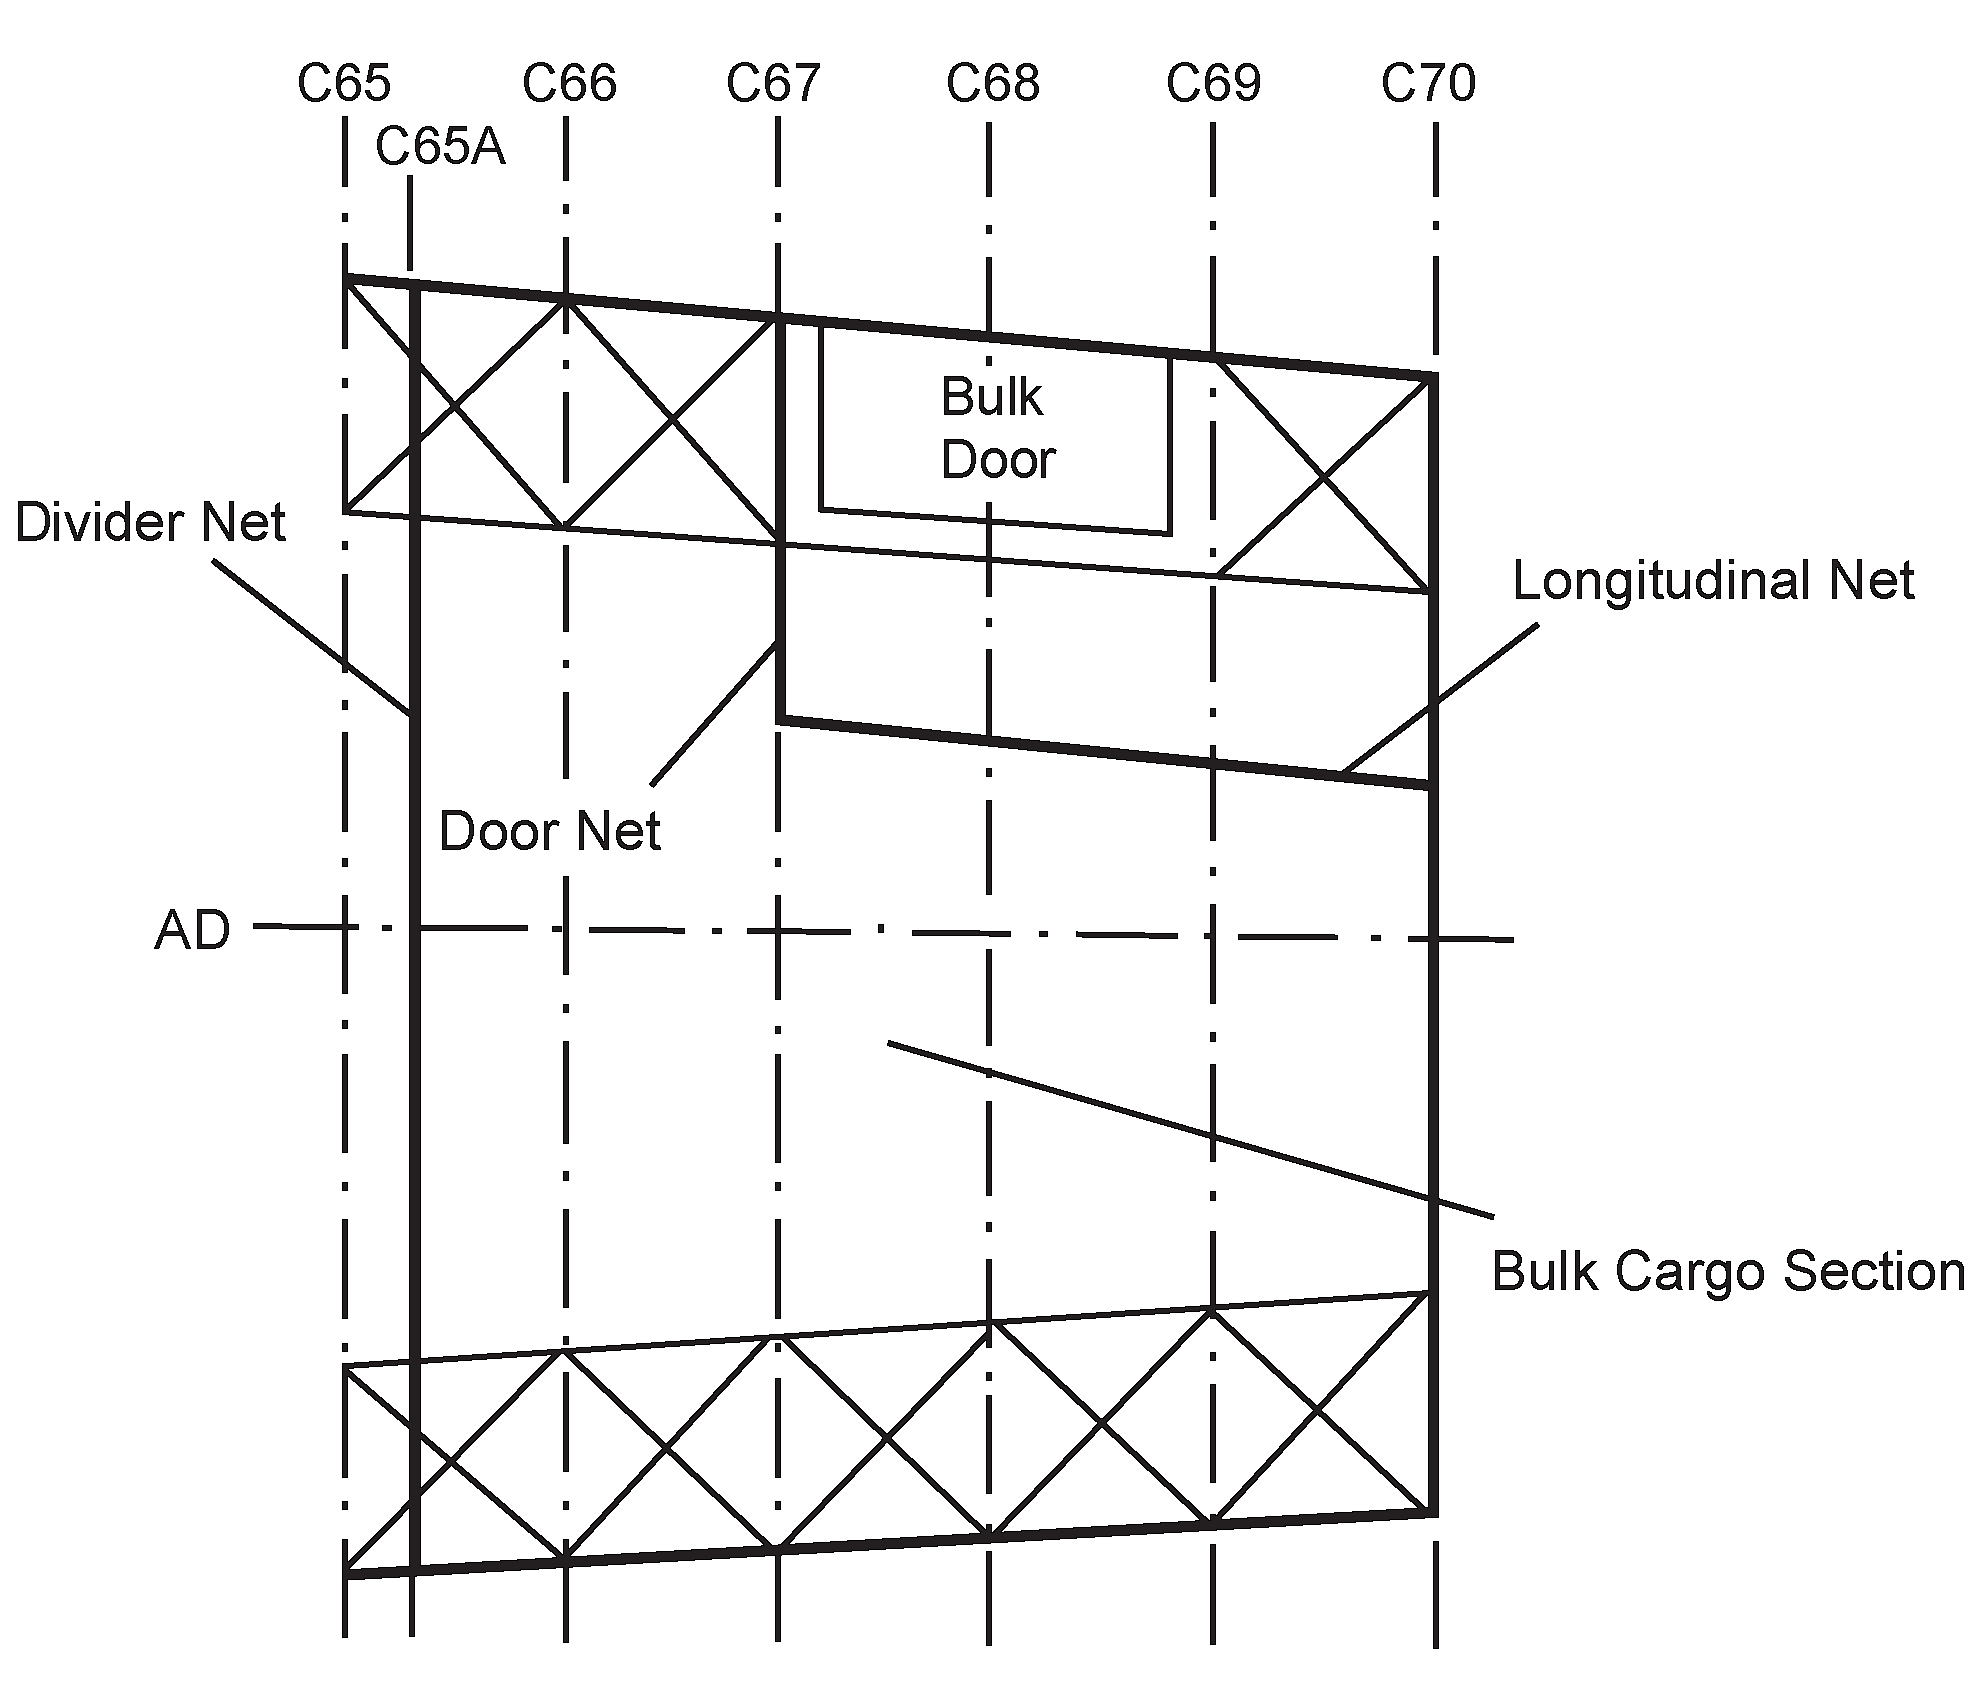 C65
C66
C67
C68
C69
C70
C65A
Bulk
Door
Divider Net
Longitudinal Net
Door Net
AD
Bulk Cargo Section